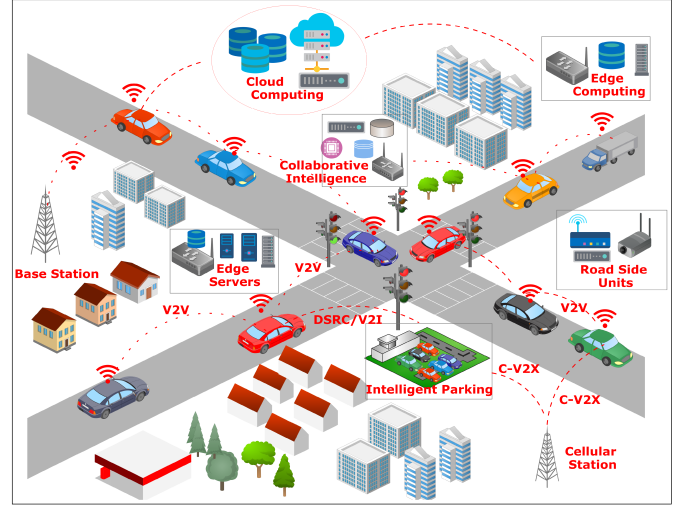 Cloud
Computing
Edge
Computing
Collaborative
Intelligence
Base Station
Edge
Servers
Road Side
Units
V2V
V2V
DSRC/V2I
V2V
Intelligent Parking
C-V2X
C-V2X
Cellular
Station